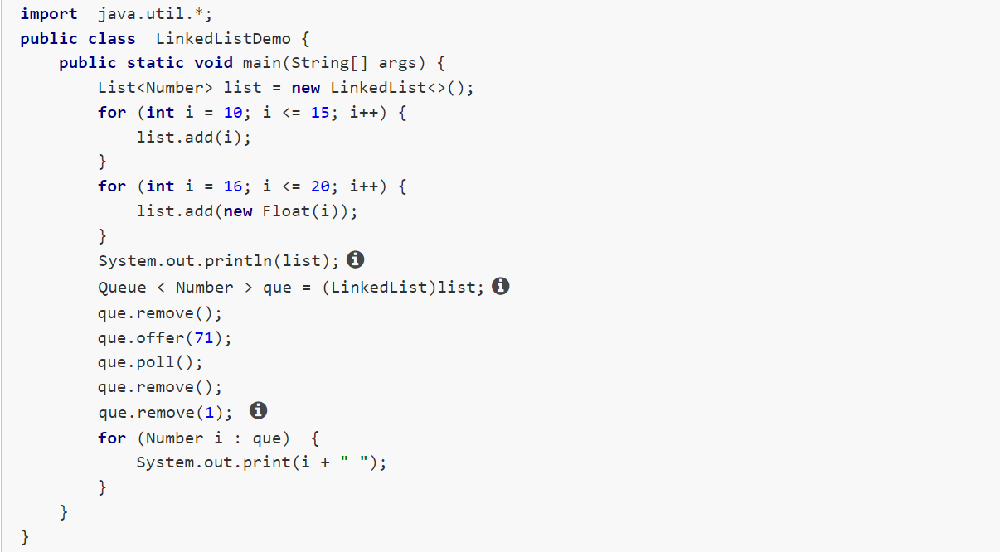 import  java.util.*;
public class  LinkedListDemo {
    public static void main(String[] args) {
        List<Number> list = new LinkedList<>();
        for (int i = 10; i <= 15; i++) {
            list.add(i);
        }
        for (int i = 16; i <= 20; i++) {
            list.add(new Float(i));
        }
        System.out.println(list);
        Queue < Number > que = (LinkedList)list;
        que.remove();
        que.offer(71);
        que.poll();
        que.remove();
        que.remove(1);
        for (Number i : que)  {
            System.out.print(i + " ");
        }
    }
}